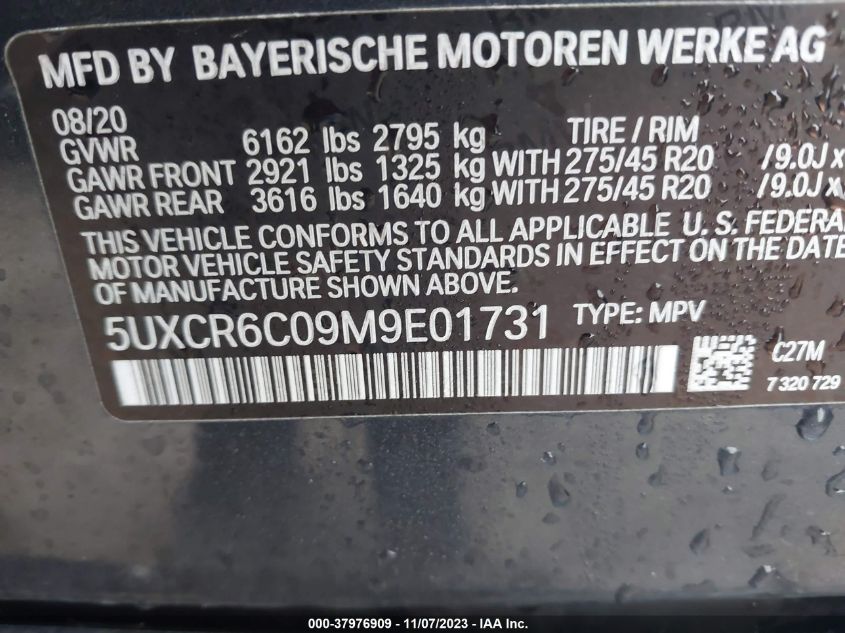 MFD BY BAYERISCHE MOTOREN WERKE AG
08/20
GVWR 6162 lbs 2795 kg TIRE / RIM
GAWR FRONT 2921 lbs 1325 kg WITH 275/45 R20 /9.0J x
GAWR REAR 3616 lbs 1640 kg WITH 275/45 R20 /9.0J x
THIS VEHICLE CONFORMS TO ALL APPLICABLE U. S. FEDERA
MOTOR VEHICLE SAFETY STANDARDS IN EFFECT ON THE DATE
OF MANUFACTURE SHOWN ABOVE.
5UXCR6C09M9E01731 TYPE: MPV
C27M
7 320 729
000-37976909 - 11/07/2023 - IAA Inc.